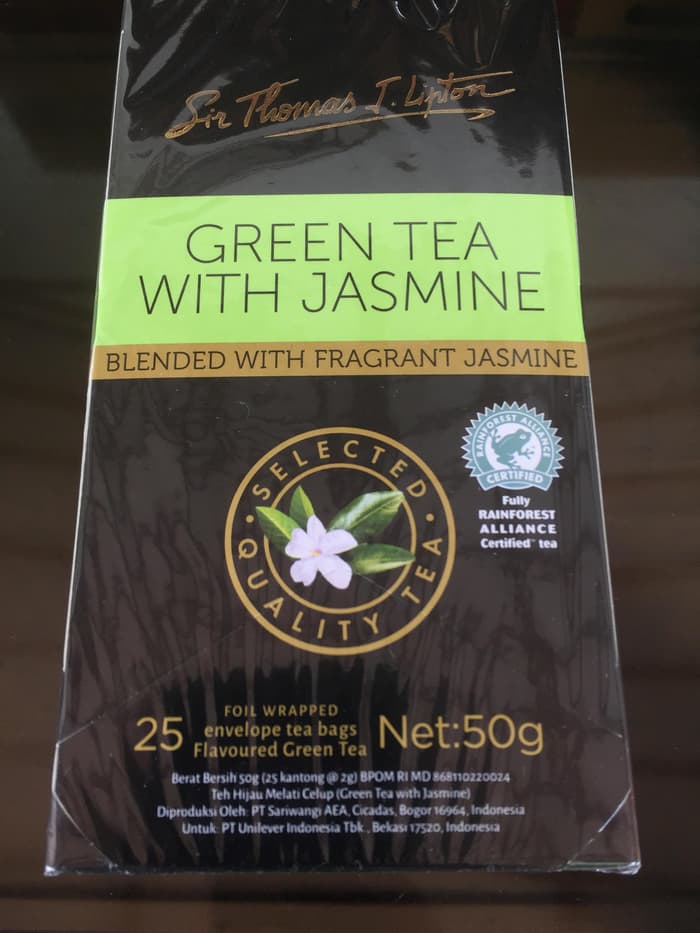 Sir Thomas J. Lipton
GREEN TEA
WITH JASMINE
BLENDED WITH FRAGRANT JASMINE
RAINFOREST ALLIANCE
CERTIFIED
Fully
RAINFOREST
ALLIANCE
Certified™ tea
SELECTED
QUALITY TEA
25
FOIL WRAPPED
envelope tea bags
Flavoured Green Tea
Net:50g
Berat Bersih 50g (25 kantong @ 2g) BPOM RI MD 868110220024
Teh Hijau Melati Celup (Green Tea with Jasmine)
Diproduksi Oleh: PT Sariwangi AEA, Cicadas, Bogor 16964, Indonesia
Untuk: PT Unilever Indonesia Tbk., Bekasi 17520, Indonesia